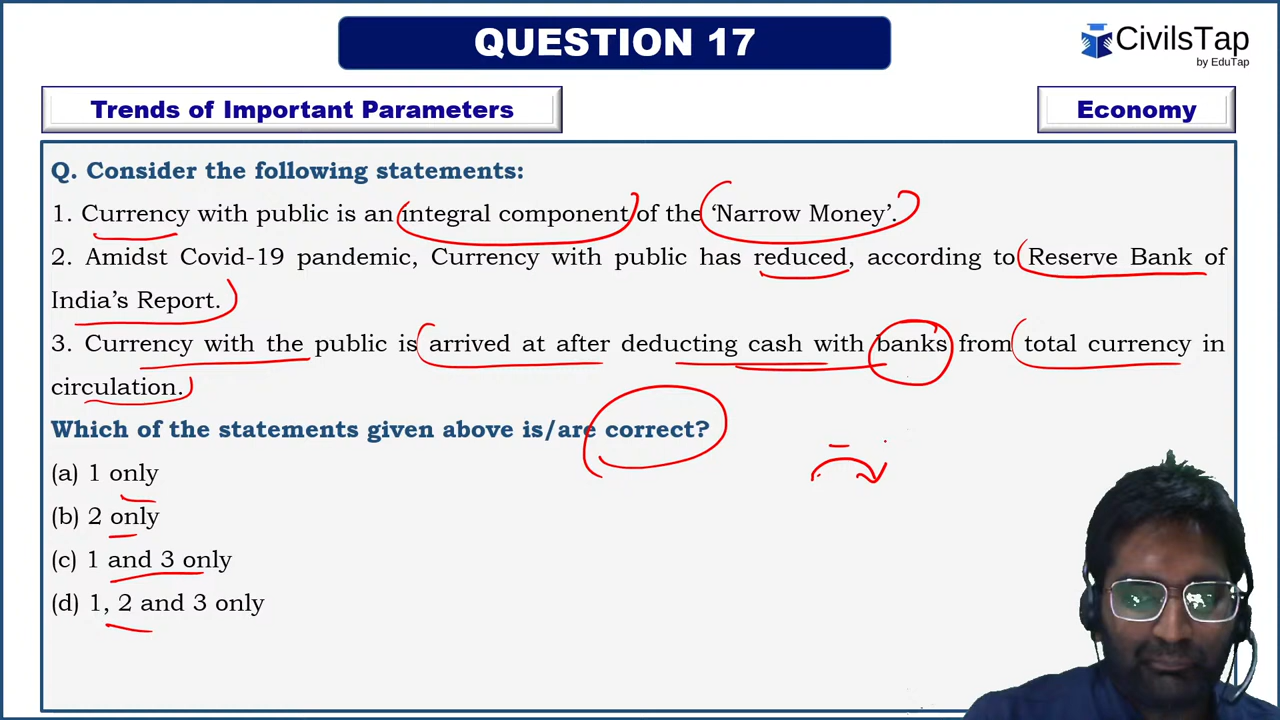 QUESTION 17
CivilsTap
by EduTap
Trends of Important Parameters
Economy
Q. Consider the following statements:
1. Currency with public is an integral component of the ‘Narrow Money’.
2. Amidst Covid-19 pandemic, Currency with public has reduced, according to Reserve Bank of
India’s Report.
3. Currency with the public is arrived at after deducting cash with banks from total currency in
circulation.
Which of the statements given above is/are correct?
(a) 1 only
(b) 2 only
(c) 1 and 3 only
(d) 1, 2 and 3 only